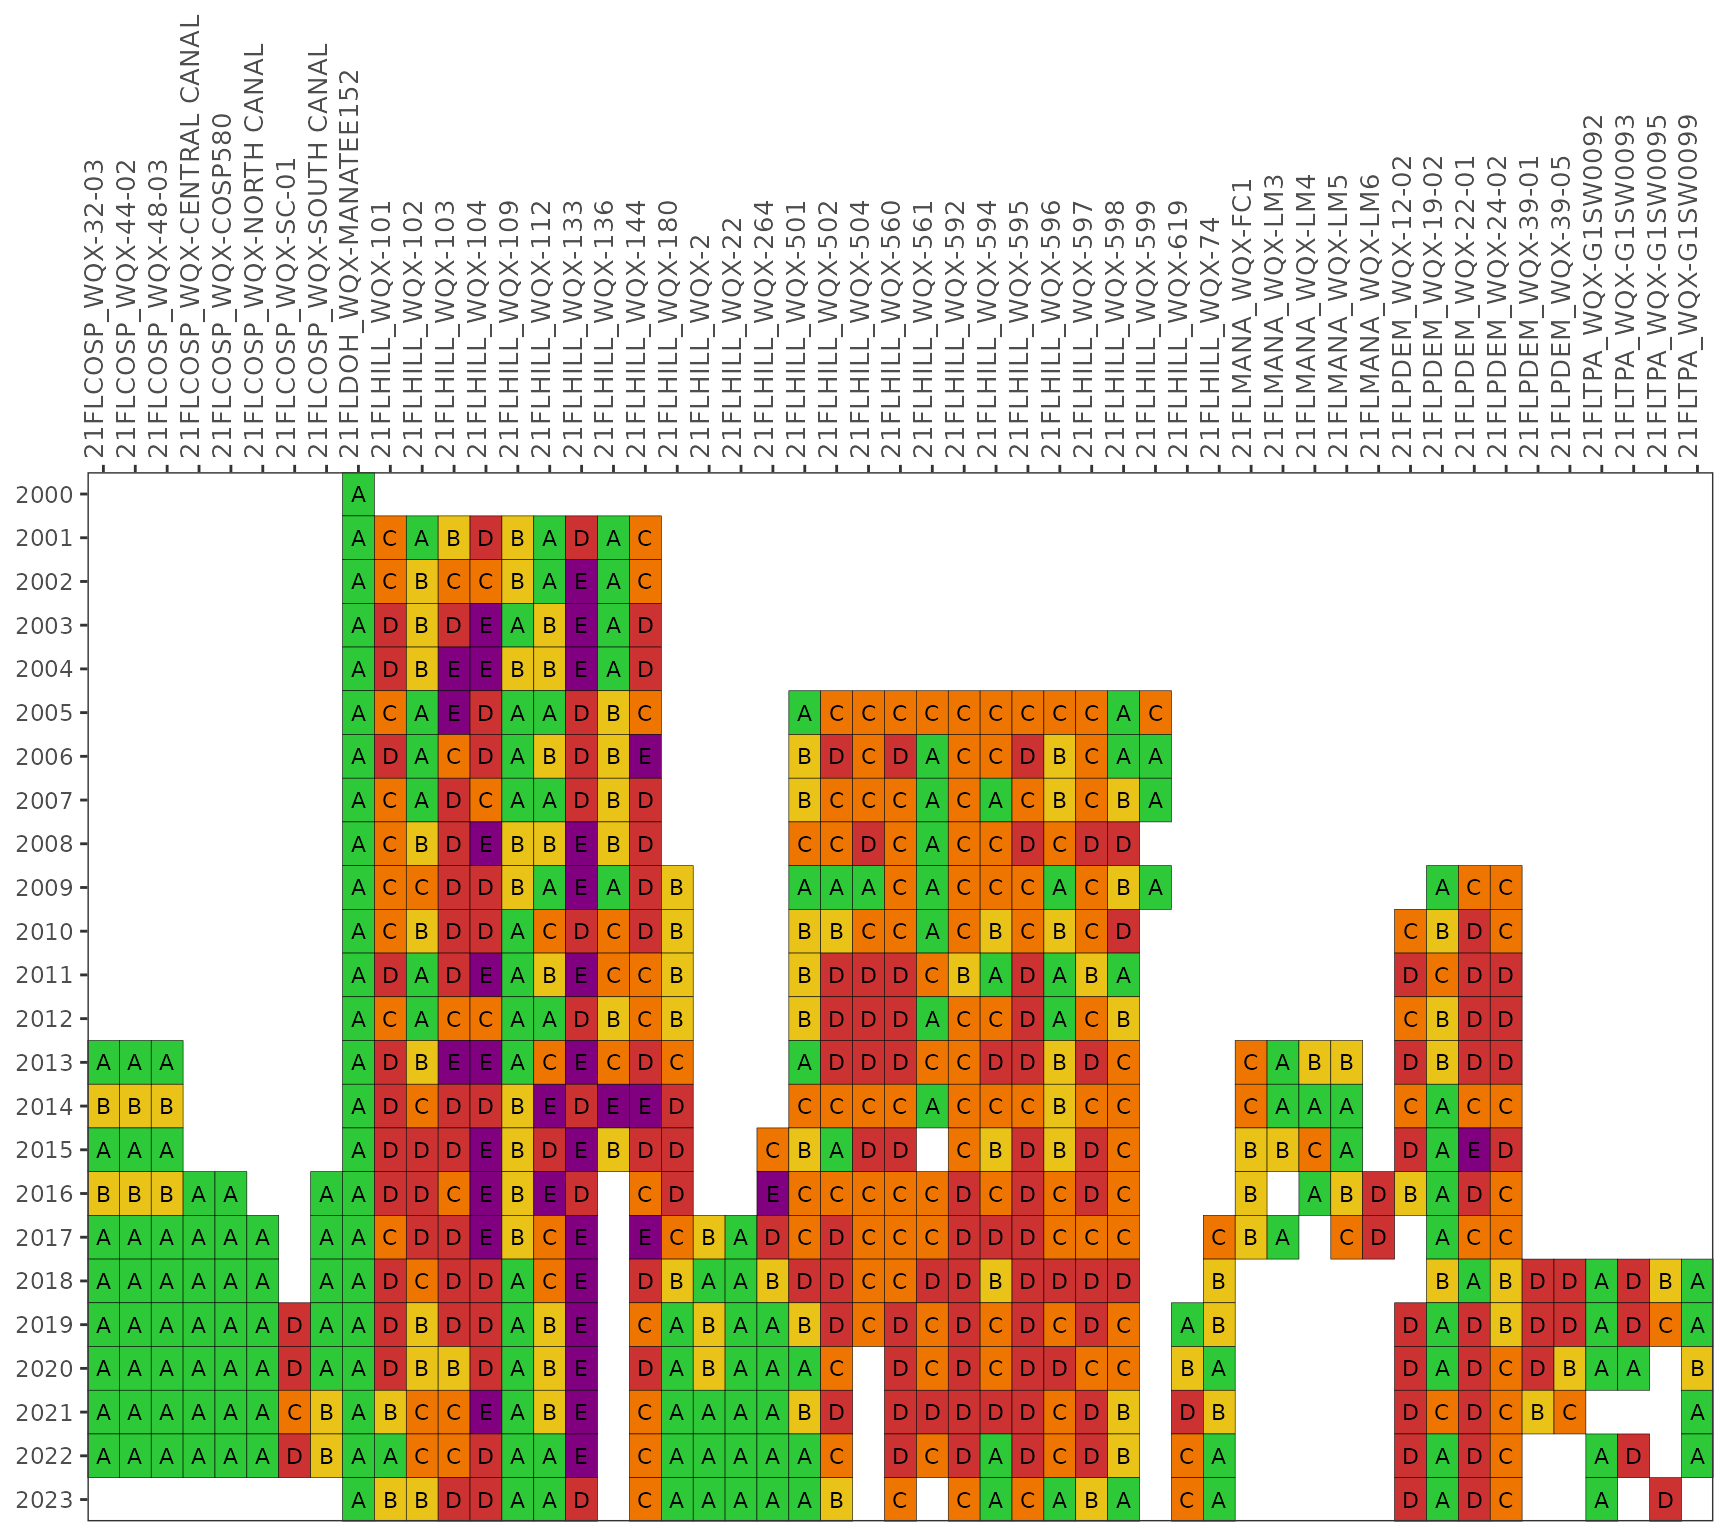 21FLCOSP_WQX-32-03
21FLCOSP_WQX-44-02
21FLCOSP_WQX-48-03
21FLCOSP_WQX-CENTRAL CANAL
21FLCOSP_WQX-COSP580
21FLCOSP_WQX-NORTH CANAL
21FLCOSP_WQX-SC-01
21FLCOSP_WQX-SOUTH CANAL
21FLDOH_WQX-MANATEE152
21FLHILL_WQX-101
21FLHILL_WQX-102
21FLHILL_WQX-103
21FLHILL_WQX-104
21FLHILL_WQX-109
21FLHILL_WQX-112
21FLHILL_WQX-133
21FLHILL_WQX-136
21FLHILL_WQX-144
21FLHILL_WQX-180
21FLHILL_WQX-2
21FLHILL_WQX-22
21FLHILL_WQX-264
21FLHILL_WQX-501
21FLHILL_WQX-502
21FLHILL_WQX-504
21FLHILL_WQX-560
21FLHILL_WQX-561
21FLHILL_WQX-592
21FLHILL_WQX-594
21FLHILL_WQX-595
21FLHILL_WQX-596
21FLHILL_WQX-597
21FLHILL_WQX-598
21FLHILL_WQX-599
21FLHILL_WQX-619
21FLHILL_WQX-74
21FLMANA_WQX-FC1
21FLMANA_WQX-LM3
21FLMANA_WQX-LM4
21FLMANA_WQX-LM5
21FLMANA_WQX-LM6
21FLPDEM_WQX-12-02
21FLPDEM_WQX-19-02
21FLPDEM_WQX-22-01
21FLPDEM_WQX-24-02
21FLPDEM_WQX-39-01
21FLPDEM_WQX-39-05
21FLTPA_WQX-G1SW0092
21FLTPA_WQX-G1SW0093
21FLTPA_WQX-G1SW0095
21FLTPA_WQX-G1SW0099
2000 A
2001 A C A B D B A D A C
2002 A C B C C B A E A C
2003 A D B D E A B E A D
2004 A D B E E B B E A D
2005 A C A E D A A D B C A C C C C C C C C C A C
2006 A D A C D A B D B E B D C D A C C D B C A A
2007 A C A D C A A D B D B C C C A C A C B C B A
2008 A C B D E B B E B D C C D C A C C D C D D
2009 A C C D D B A E A D B A A A C A C C C A C B A A C C
2010 A C B D D A C D C D B B B C C A C B C B C D C B D C
2011 A D A D E A B E C C B B D D D C B A D A B A D C D D
2012 A C A C C A A D B C B B D D D A C C D A C B C B D D
2013 A A A A D B E E A C E C D C A D D D C C D D B D C C A B B D B D D
2014 B B B A D C D D B E D E E D C C C C A C C C B C C C A A A C A C C
2015 A A A A D D D E B D E B D D C B A D D C B D B D C B B C A D A E D
2016 B B B A A A A D D C E B E D C D E C C C C C D C D C D C B A B D B A D C
2017 A A A A A A A A C D D E B C E E C B A D C D C C C D D D C C C C B A C D A C C
2018 A A A A A A A A D C D D A C E D B A A B D D C C D D B D D D D B B A B D D A D B A
2019 A A A A A A D A A D B D D A B E C A B A A B D C D C D C D C D C A B D A D B D D A D C A
2020 A A A A A A D A A D B B D A B E D A B A A A C D C D C D D C C B A D A D C D B A A B
2021 A A A A A A C B A B C C E A B E C A A A A B D D D D D D C D B D B D C D C B C A
2022 A A A A A A D B A A C C D A A E C A A A A A C D C D A D C D B C A D A D C A D A
2023 A B B D D A A D C A A A A A B C C A C A B A C A D A D C A D